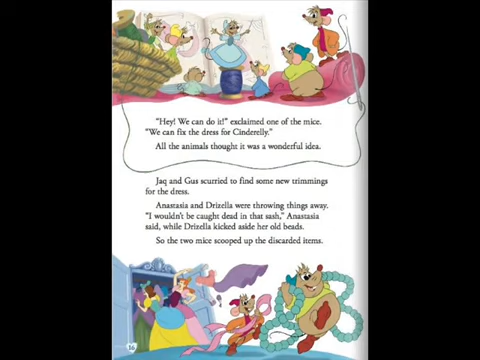 "Hey! We can do it!" exclaimed one of the mice.
"We can fix the dress for Cinderelly."
All the animals thought it was a wonderful idea.
Jaq and Gus scurried to find some new trimmings
for the dress.
Anastasia and Drizella were throwing things away.
"I wouldn't be caught dead in that sash," Anastasia
said, while Drizella kicked aside her old beads.
So the two mice scooped up the discarded items.
16